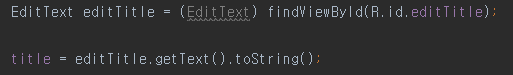 EditText editTitle = (EditText) findViewById(R.id.editTitle);
title = editTitle.getText().toString();